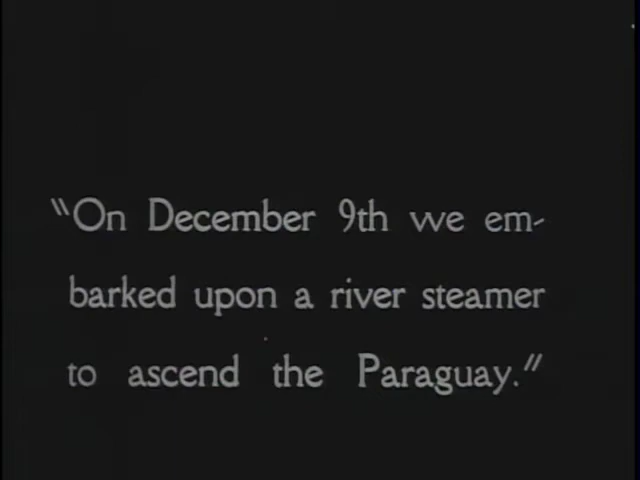 "On December 9th we em-
barked upon a river steamer
to ascend the Paraguay."